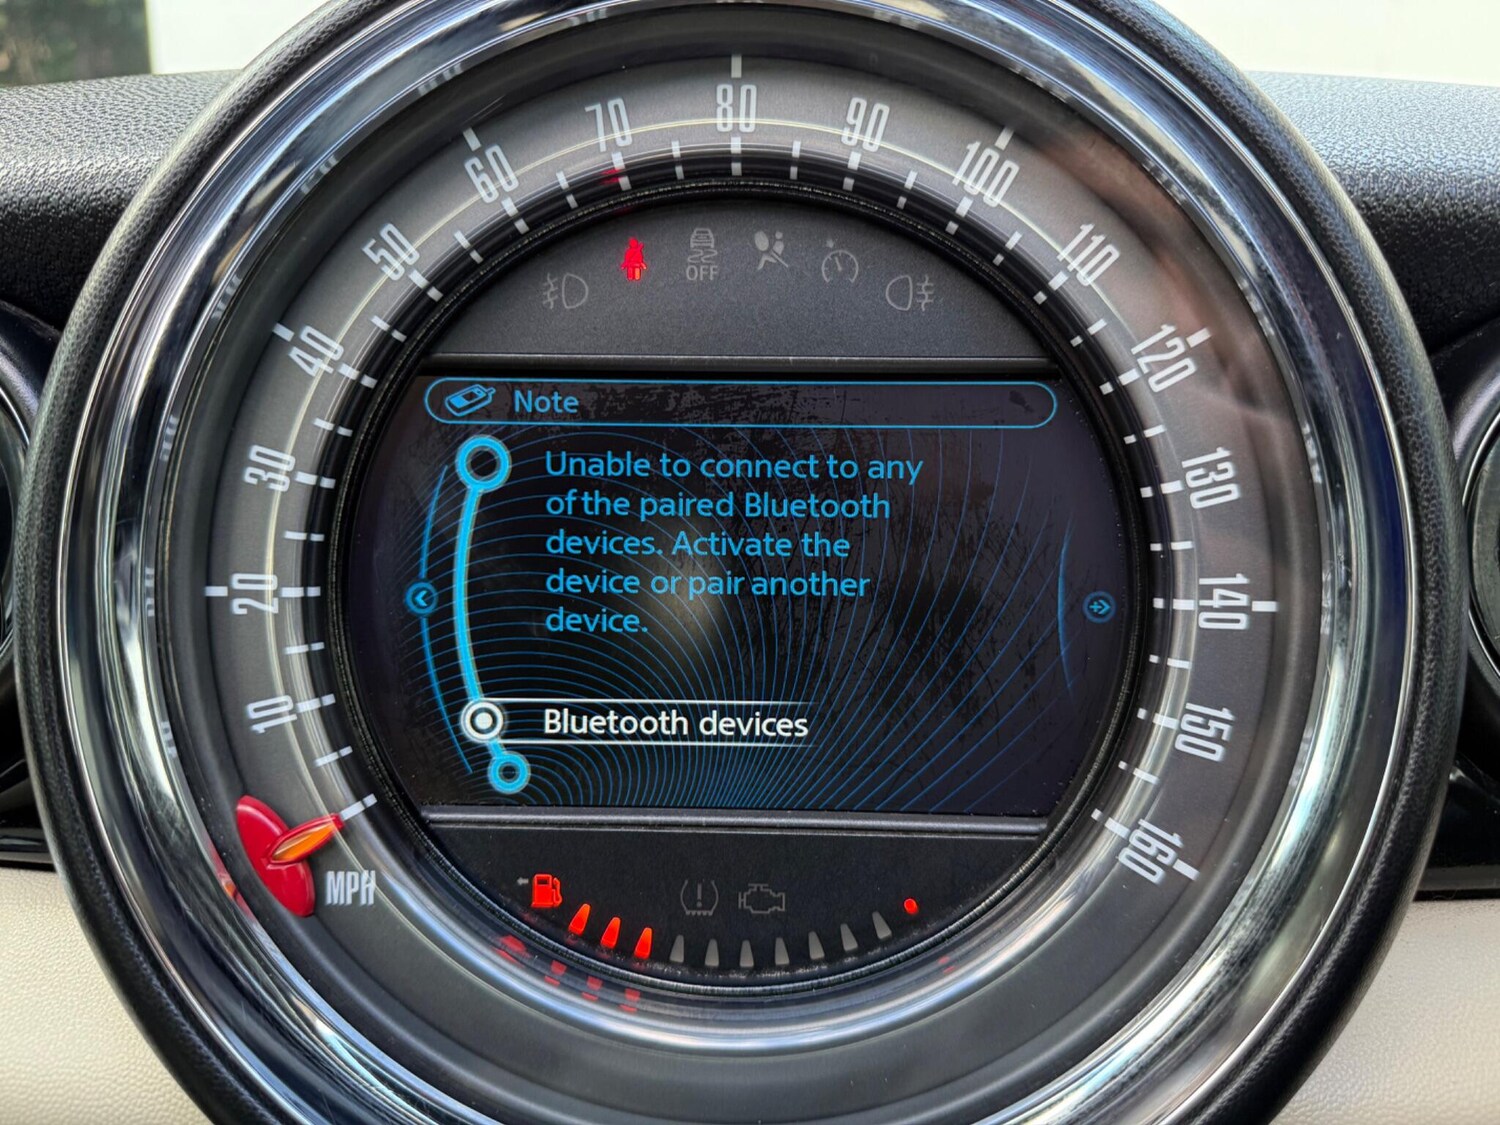 80
70
90
60
100
50
110
OFF
40
120
Note
30
130
Unable to connect to any
of the paired Bluetooth
devices. Activate the
device or pair another
device.
20
140
10
150
Bluetooth devices
160
MPH